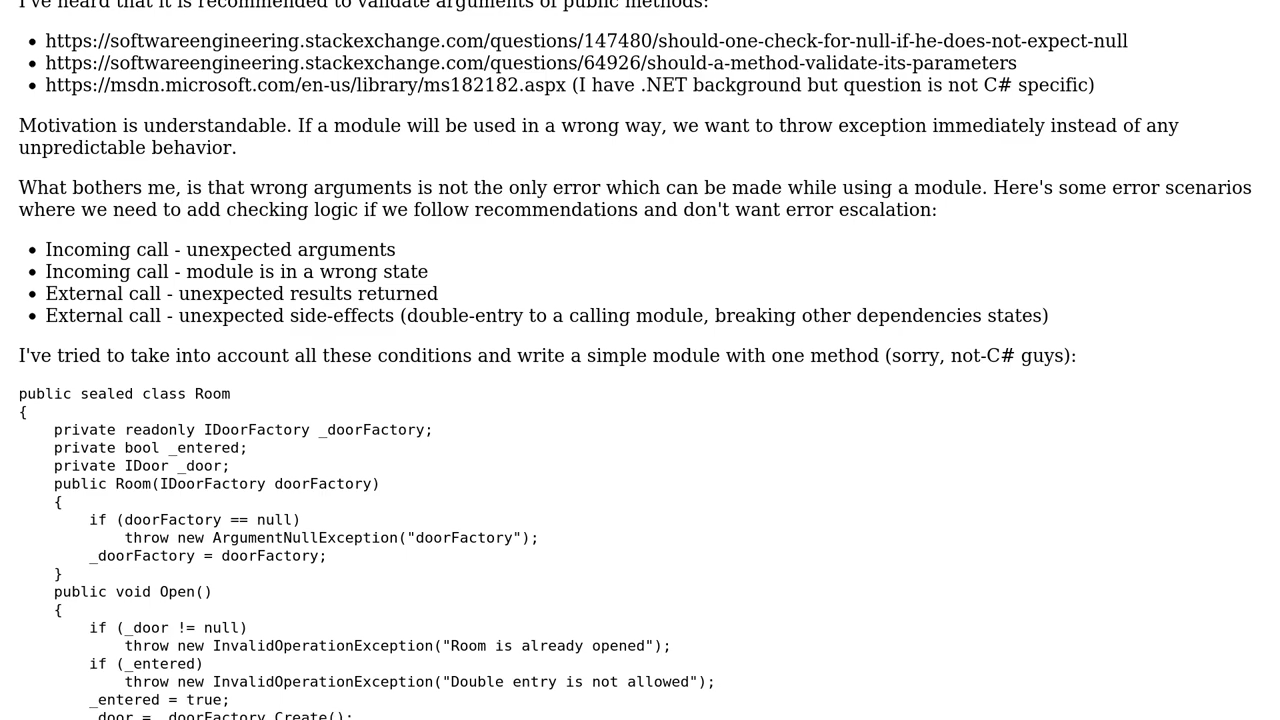 I've heard that it is recommended to validate arguments of public methods:
https://softwareengineering.stackexchange.com/questions/147480/should-one-check-for-null-if-he-does-not-expect-null
https://softwareengineering.stackexchange.com/questions/64926/should-a-method-validate-its-parameters
https://msdn.microsoft.com/en-us/library/ms182182.aspx (I have .NET background but question is not C# specific)
Motivation is understandable. If a module will be used in a wrong way, we want to throw exception immediately instead of any
unpredictable behavior.
What bothers me, is that wrong arguments is not the only error which can be made while using a module. Here's some error scenarios
where we need to add checking logic if we follow recommendations and don't want error escalation:
Incoming call - unexpected arguments
Incoming call - module is in a wrong state
External call - unexpected results returned
External call - unexpected side-effects (double-entry to a calling module, breaking other dependencies states)
I've tried to take into account all these conditions and write a simple module with one method (sorry, not-C# guys):
public sealed class Room
{
    private readonly IDoorFactory _doorFactory;
    private bool _entered;
    private IDoor _door;
    public Room(IDoorFactory doorFactory)
    {
        if (doorFactory == null)
            throw new ArgumentNullException("doorFactory");
        _doorFactory = doorFactory;
    }
    public void Open()
    {
        if (_door != null)
            throw new InvalidOperationException("Room is already opened");
        if (_entered)
            throw new InvalidOperationException("Double entry is not allowed");
        _entered = true;
        _door = _doorFactory.Create();